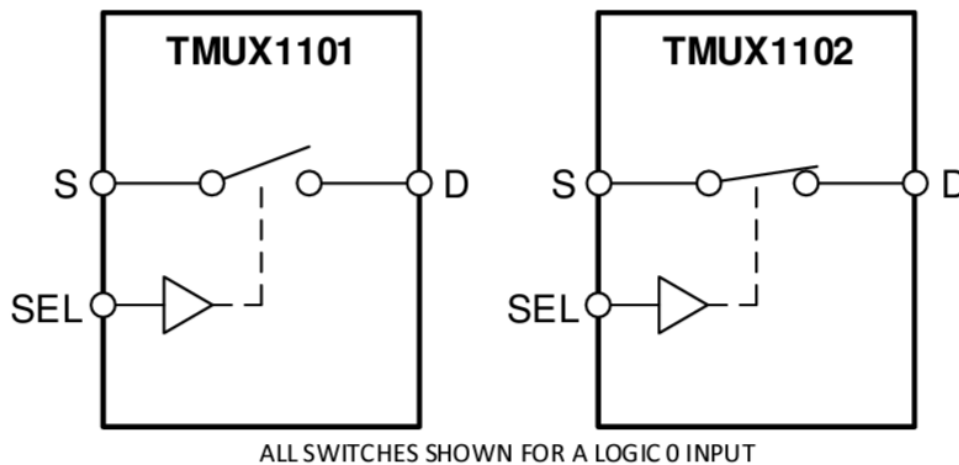 TMUX1101 TMUX1102
S D S D
SEL SEL
ALL SWITCHES SHOWN FOR A LOGIC 0 INPUT